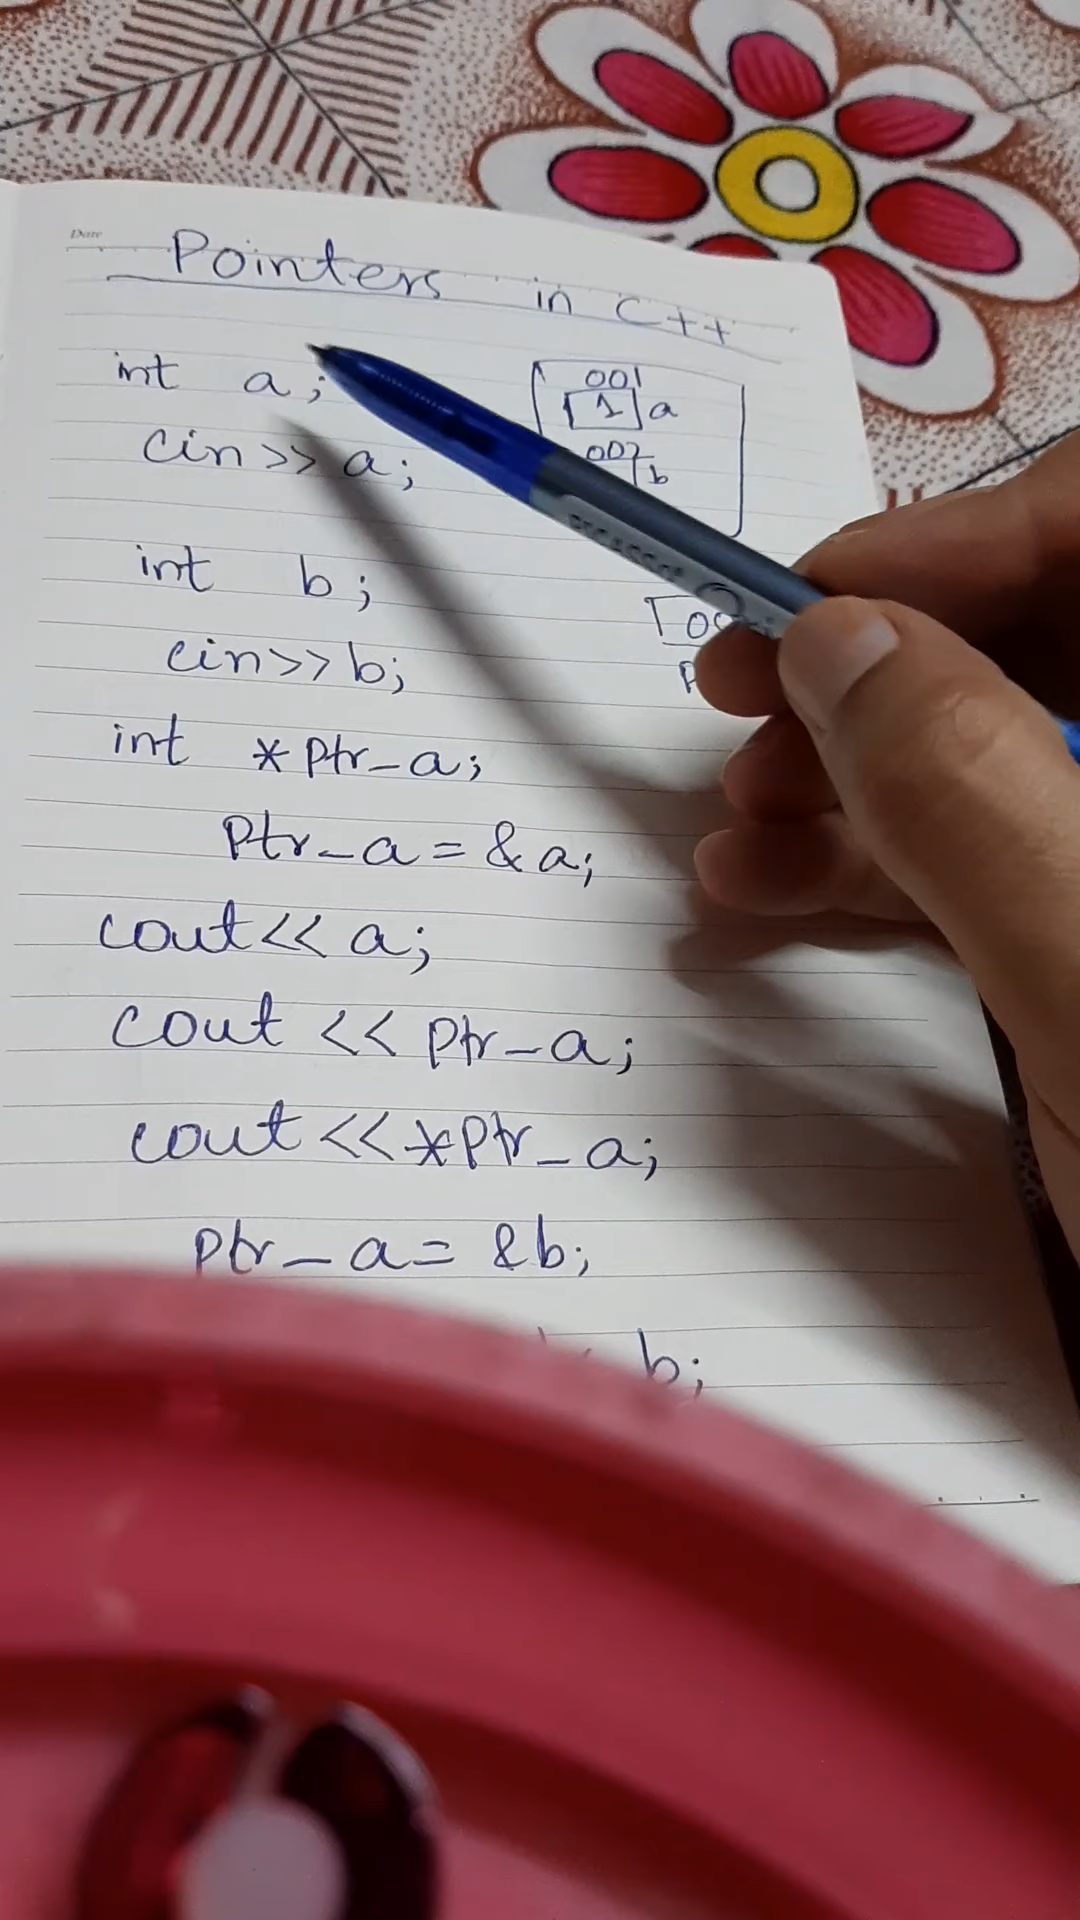 Date
Pointers in C++
int a;
cin>> a;
int b;
cin>> b;
int *ptr_a;
ptr_a = &a;
cout<< a;
cout << ptr_a;
cout << *ptr_a;
ptr_a = &b;
b;
001
1 a
007
b